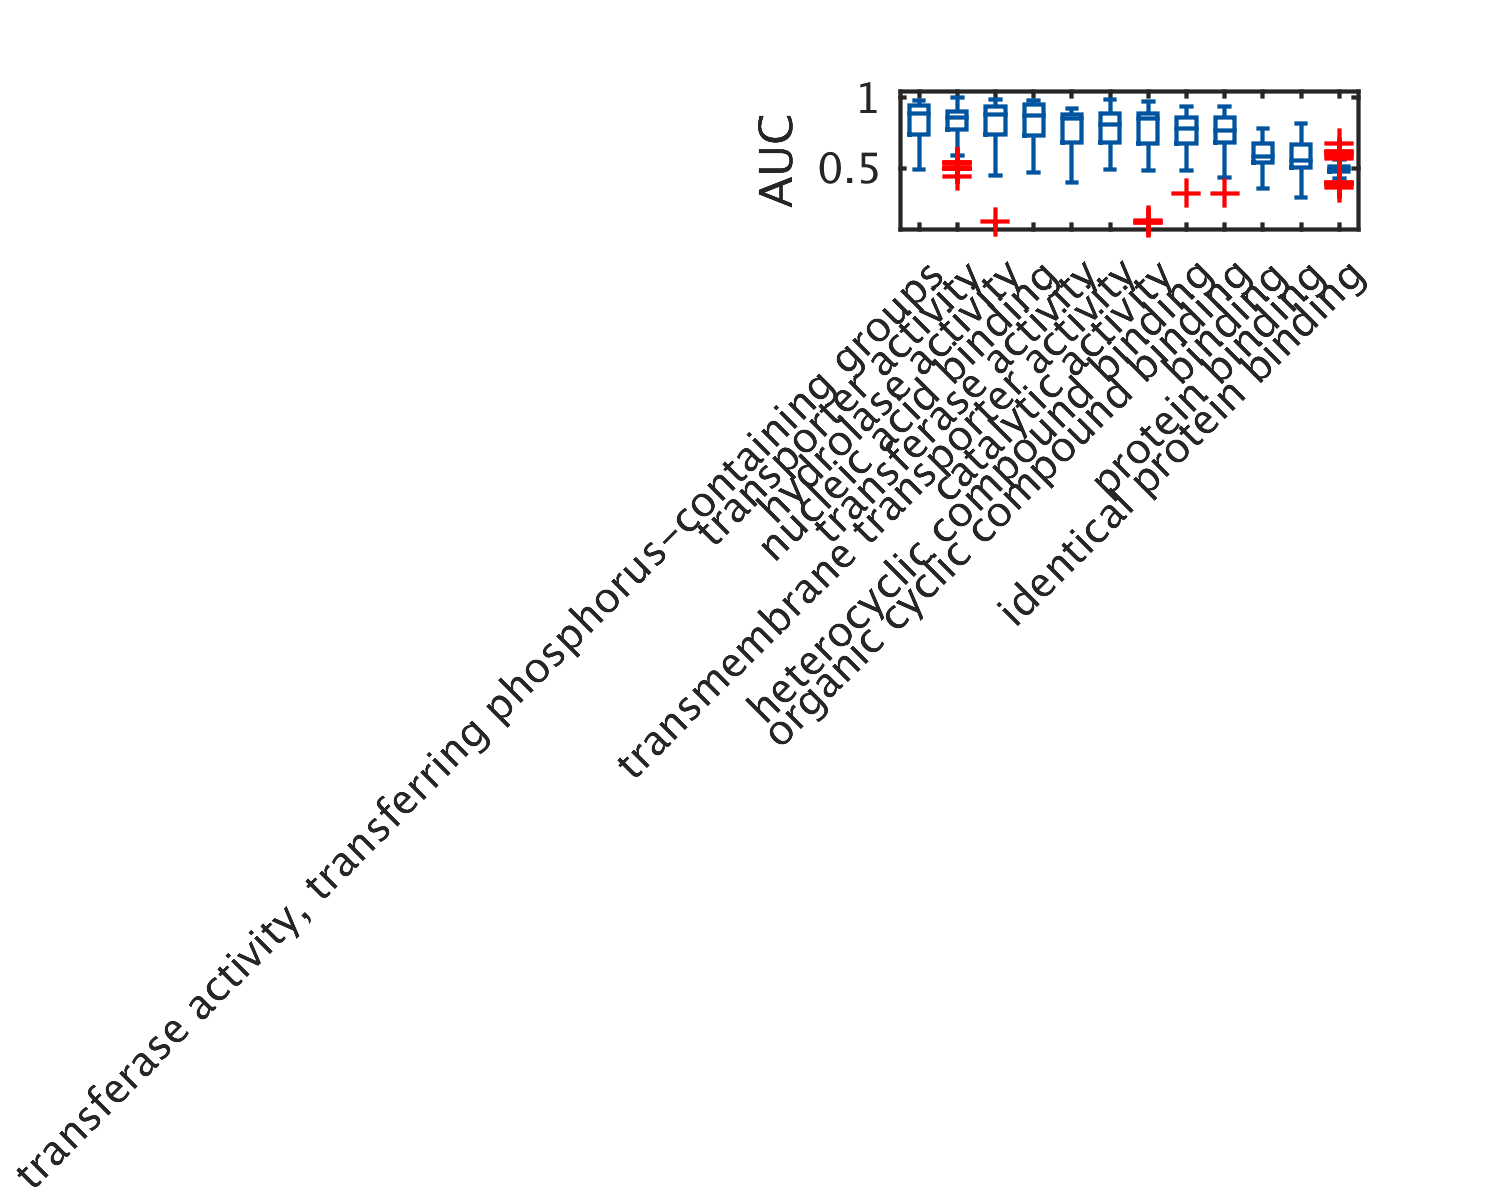 AUC
1
0.5
transferase activity, transferring phosphorus-containing groups
transporter activity
hydrolase activity
nucleic acid binding
transferase activity
transmembrane transporter activity
catalytic activity
heterocyclic compound binding
organic cyclic compound binding
binding
protein binding
identical protein binding